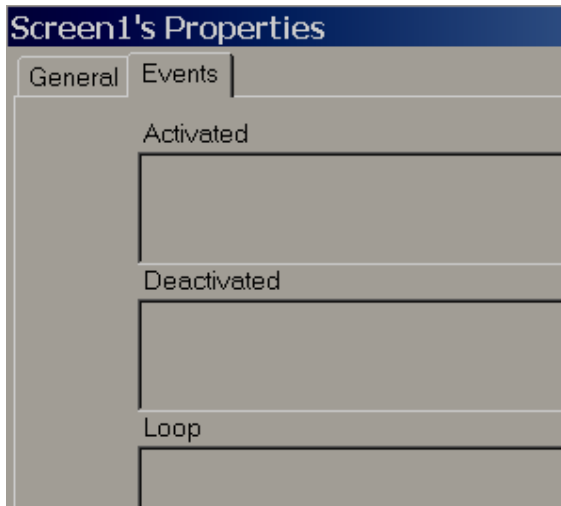 Screen1's Properties
General Events
Activated
Deactivated
Loop